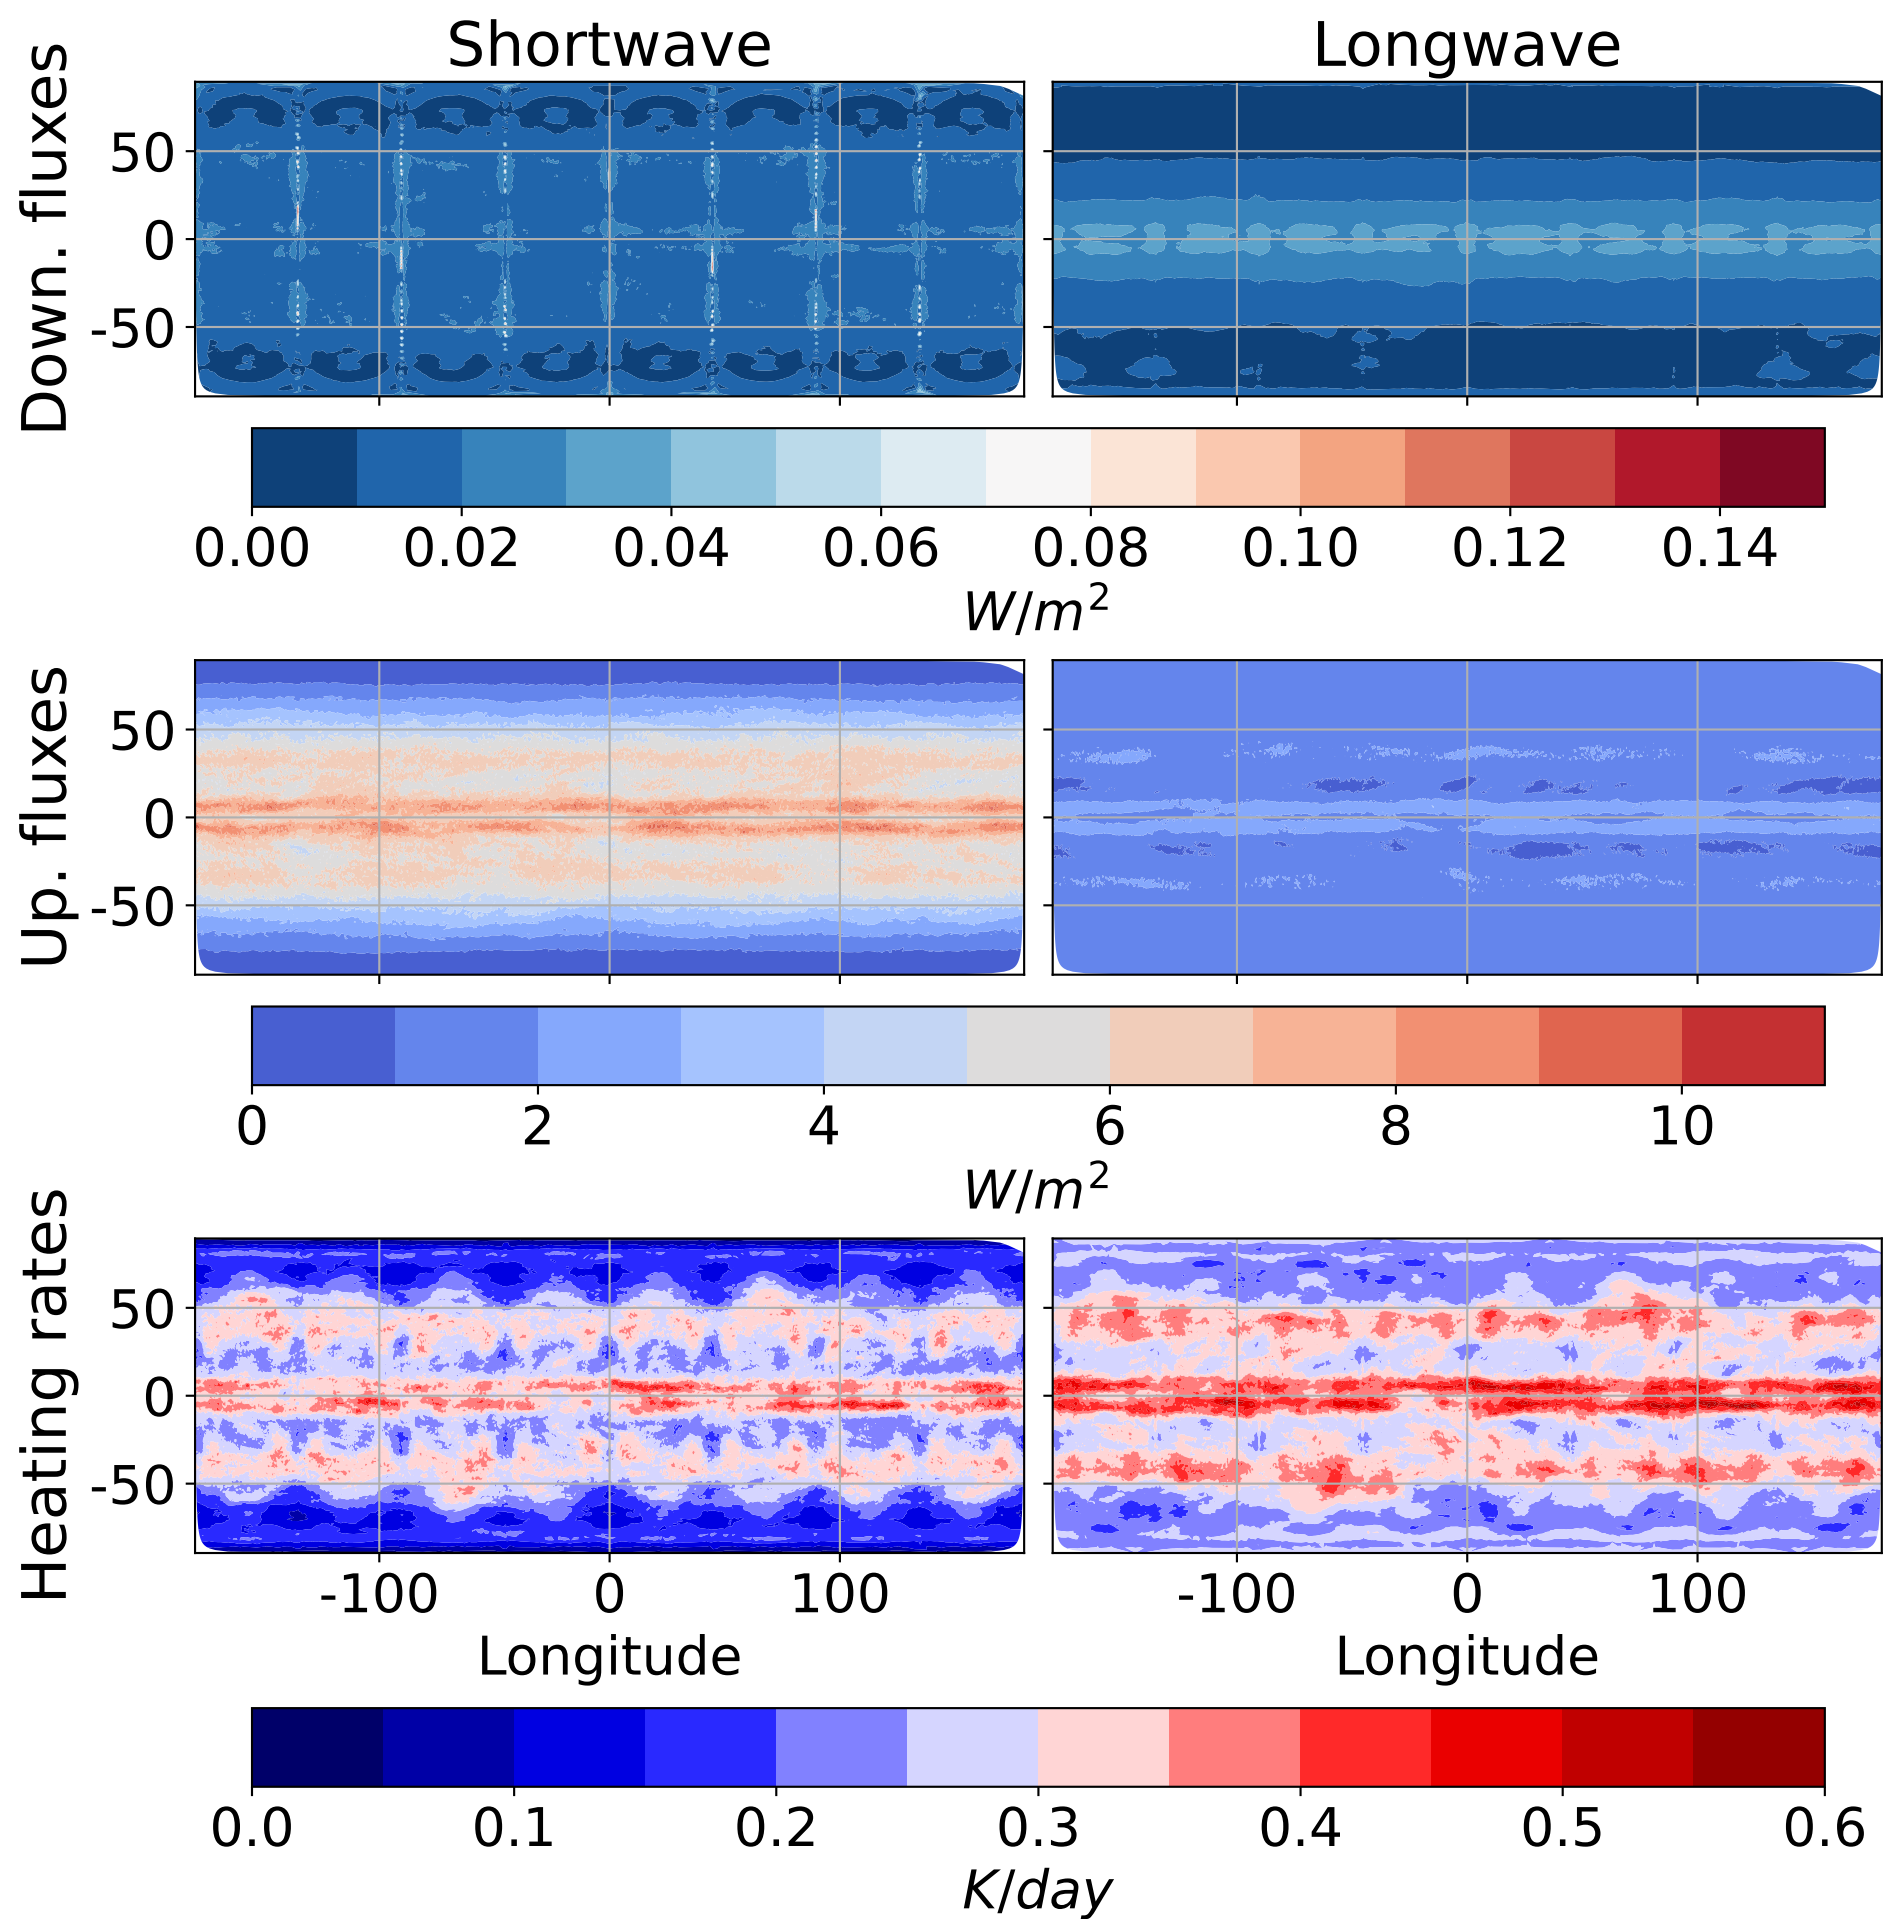 Shortwave
Longwave
Down. fluxes
50
0
-50
0.00 0.02 0.04 0.06 0.08 0.10 0.12 0.14
W/m²
Up. fluxes
50
0
-50
0 2 4 6 8 10
W/m²
Heating rates
50
0
-50
-100 0 100
-100 0 100
Longitude
Longitude
0.0 0.1 0.2 0.3 0.4 0.5 0.6
K/day